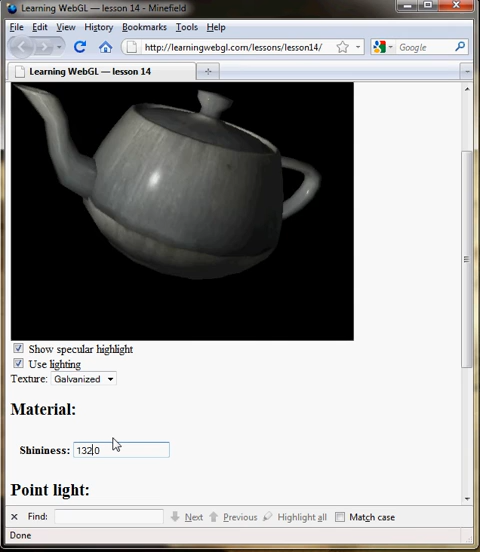 Learning WebGL — lesson 14 - Minefield
File Edit View History Bookmarks Tools Help
http://learningwebgl.com/lessons/lesson14/
Google
Learning WebGL — lesson 14
Show specular highlight
Use lighting
Texture: Galvanized
Material:
Shininess: 132.0
Point light:
Find: Next Previous Highlight all Match case
Done